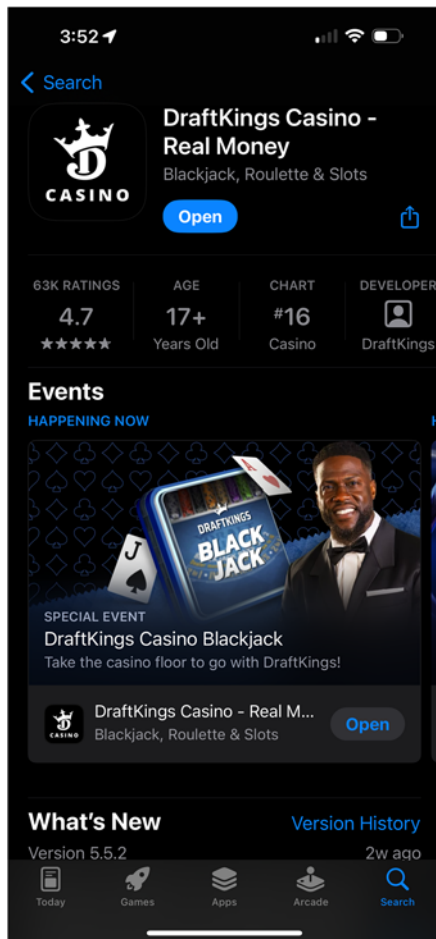 3:52
Search
DraftKings Casino -
Real Money
Blackjack, Roulette & Slots
Open
CASINO
63K RATINGS
4.7
AGE
17+
Years Old
CHART
#16
Casino
DEVELOPER
DraftKings
Events
HAPPENING NOW
DRAFTKINGS
BLACK
JACK
J
SPECIAL EVENT
DraftKings Casino Blackjack
Take the casino floor to go with DraftKings!
CASINO
DraftKings Casino - Real M...
Blackjack, Roulette & Slots
Open
What's New
Version History
Version 5.5.2
2w ago
Today
Games
Apps
Arcade
Search